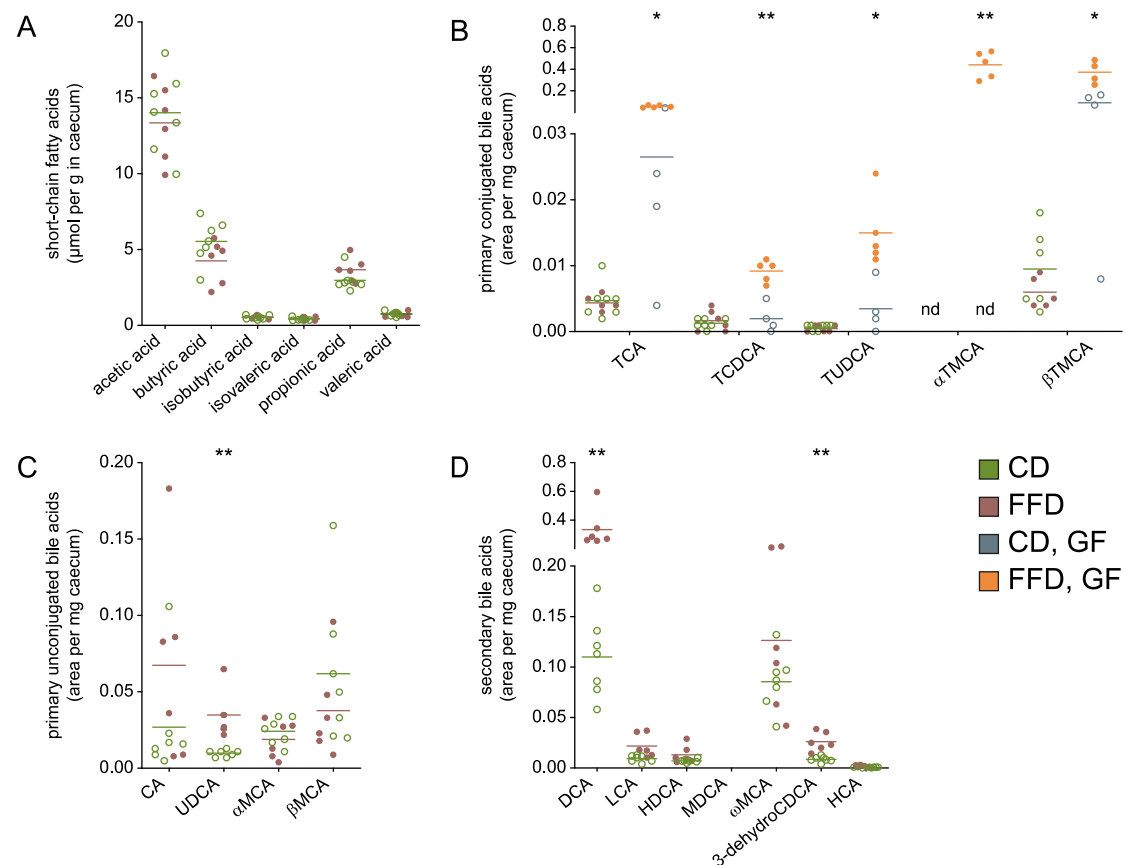 A
short-chain fatty acids
(µmol per g in caecum)
20
15
10
5
0
acetic acid
butyric acid
isobutyric acid
isovaleric acid
propionic acid
valeric acid
B
primary conjugated bile acids
(area per mg caecum)
* ** * ** *
0.8
0.6
0.4
0.2
0.03
0.02
0.01
0.00
nd nd
TCA
TCDCA
TUDCA
αTMCA
βTMCA
C
primary unconjugated bile acids
(area per mg caecum)
**
0.20
0.15
0.10
0.05
0.00
CA
UDCA
αMCA
βMCA
D
secondary bile acids
(area per mg caecum)
** **
0.8
0.6
0.4
0.20
0.15
0.10
0.05
0.00
DCA
LCA
HDCA
MDCA
ωMCA
3-dehydroCDCA
HCA
CD
FFD
CD, GF
FFD, GF